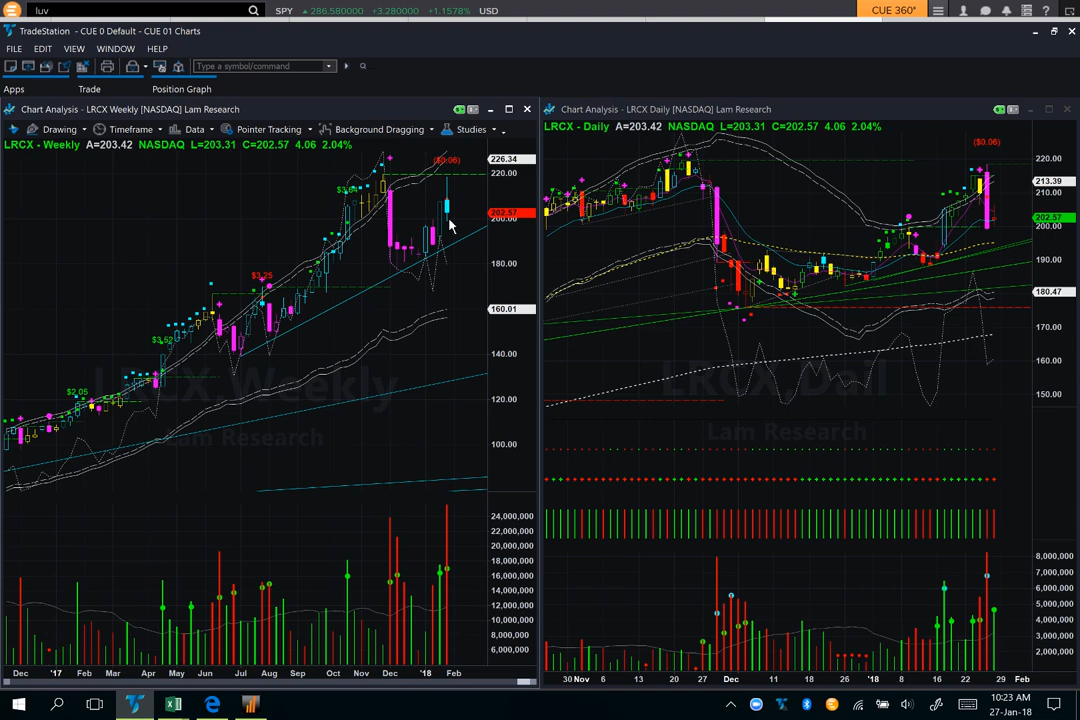 luv SPY 286.580000 +3.280000 +1.1578% USD CUE 360°
TradeStation - CUE 0 Default - CUE 01 Charts
FILE EDIT VIEW WINDOW HELP
Type a symbol/command
Apps Trade Position Graph
Chart Analysis - LRCX Weekly [NASDAQ] Lam Research
Drawing Timeframe Data Pointer Tracking Background Dragging Studies
LRCX - Weekly A=203.42 NASDAQ L=203.31 C=202.57 4.06 2.04%
($0.06)
226.34
220.00
202.57
200.00
180.00
160.01
140.00
120.00
100.00
$3.25
$3.52
$2.05
LRCX Weekly
Lam Research
24,000,000
20,000,000
18,000,000
16,000,000
14,000,000
12,000,000
10,000,000
8,000,000
6,000,000
Dec '17 Feb Mar Apr May Jun Jul Aug Sep Oct Nov Dec '18 Feb
Chart Analysis - LRCX Daily [NASDAQ] Lam Research
LRCX - Daily A=203.42 NASDAQ L=203.31 C=202.57 4.06 2.04%
($0.06)
220.00
213.39
210.00
202.57
200.00
190.00
180.47
170.00
160.00
150.00
Lam Research
8,000,000
7,000,000
6,000,000
5,000,000
4,000,000
3,000,000
2,000,000
30 Nov 6 13 20 27 Dec 11 18 26 '18 8 16 22 29 Feb
10:23 AM
27-Jan-18